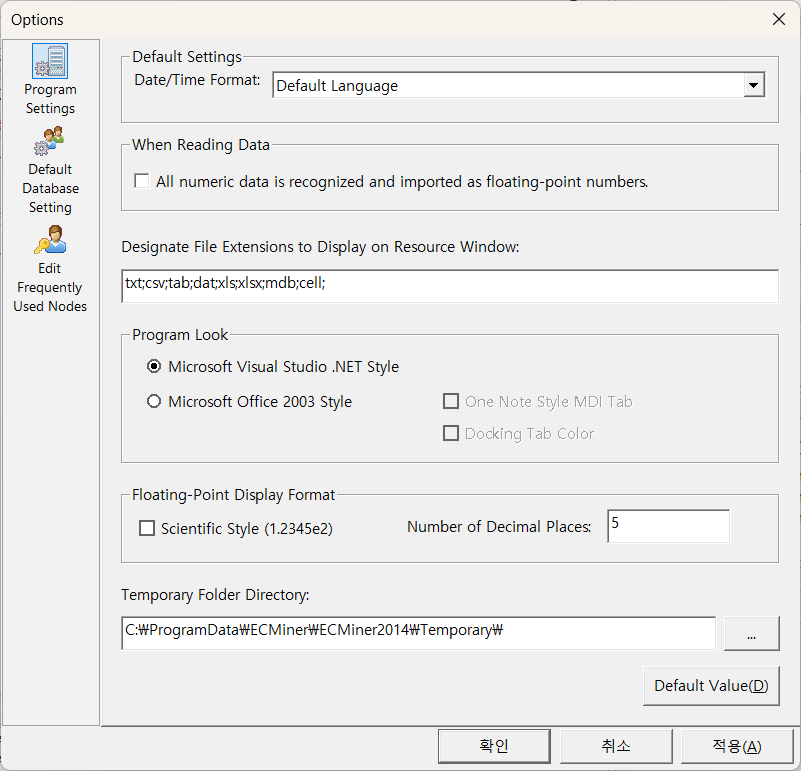 Options
Program
Settings
Default
Database
Setting
Edit
Frequently
Used Nodes
Default Settings
Date/Time Format:
Default Language
When Reading Data
All numeric data is recognized and imported as floating-point numbers.
Designate File Extensions to Display on Resource Window:
txt;csv;tab;dat;xls;xlsx;mdb;cell;
Program Look
Microsoft Visual Studio .NET Style
Microsoft Office 2003 Style
One Note Style MDI Tab
Docking Tab Color
Floating-Point Display Format
Scientific Style (1.2345e2)
Number of Decimal Places:
5
Temporary Folder Directory:
C:₩ProgramData₩ECMiner₩ECMiner2014₩Temporary₩
...
Default Value(D)
확인
취소
적용(A)